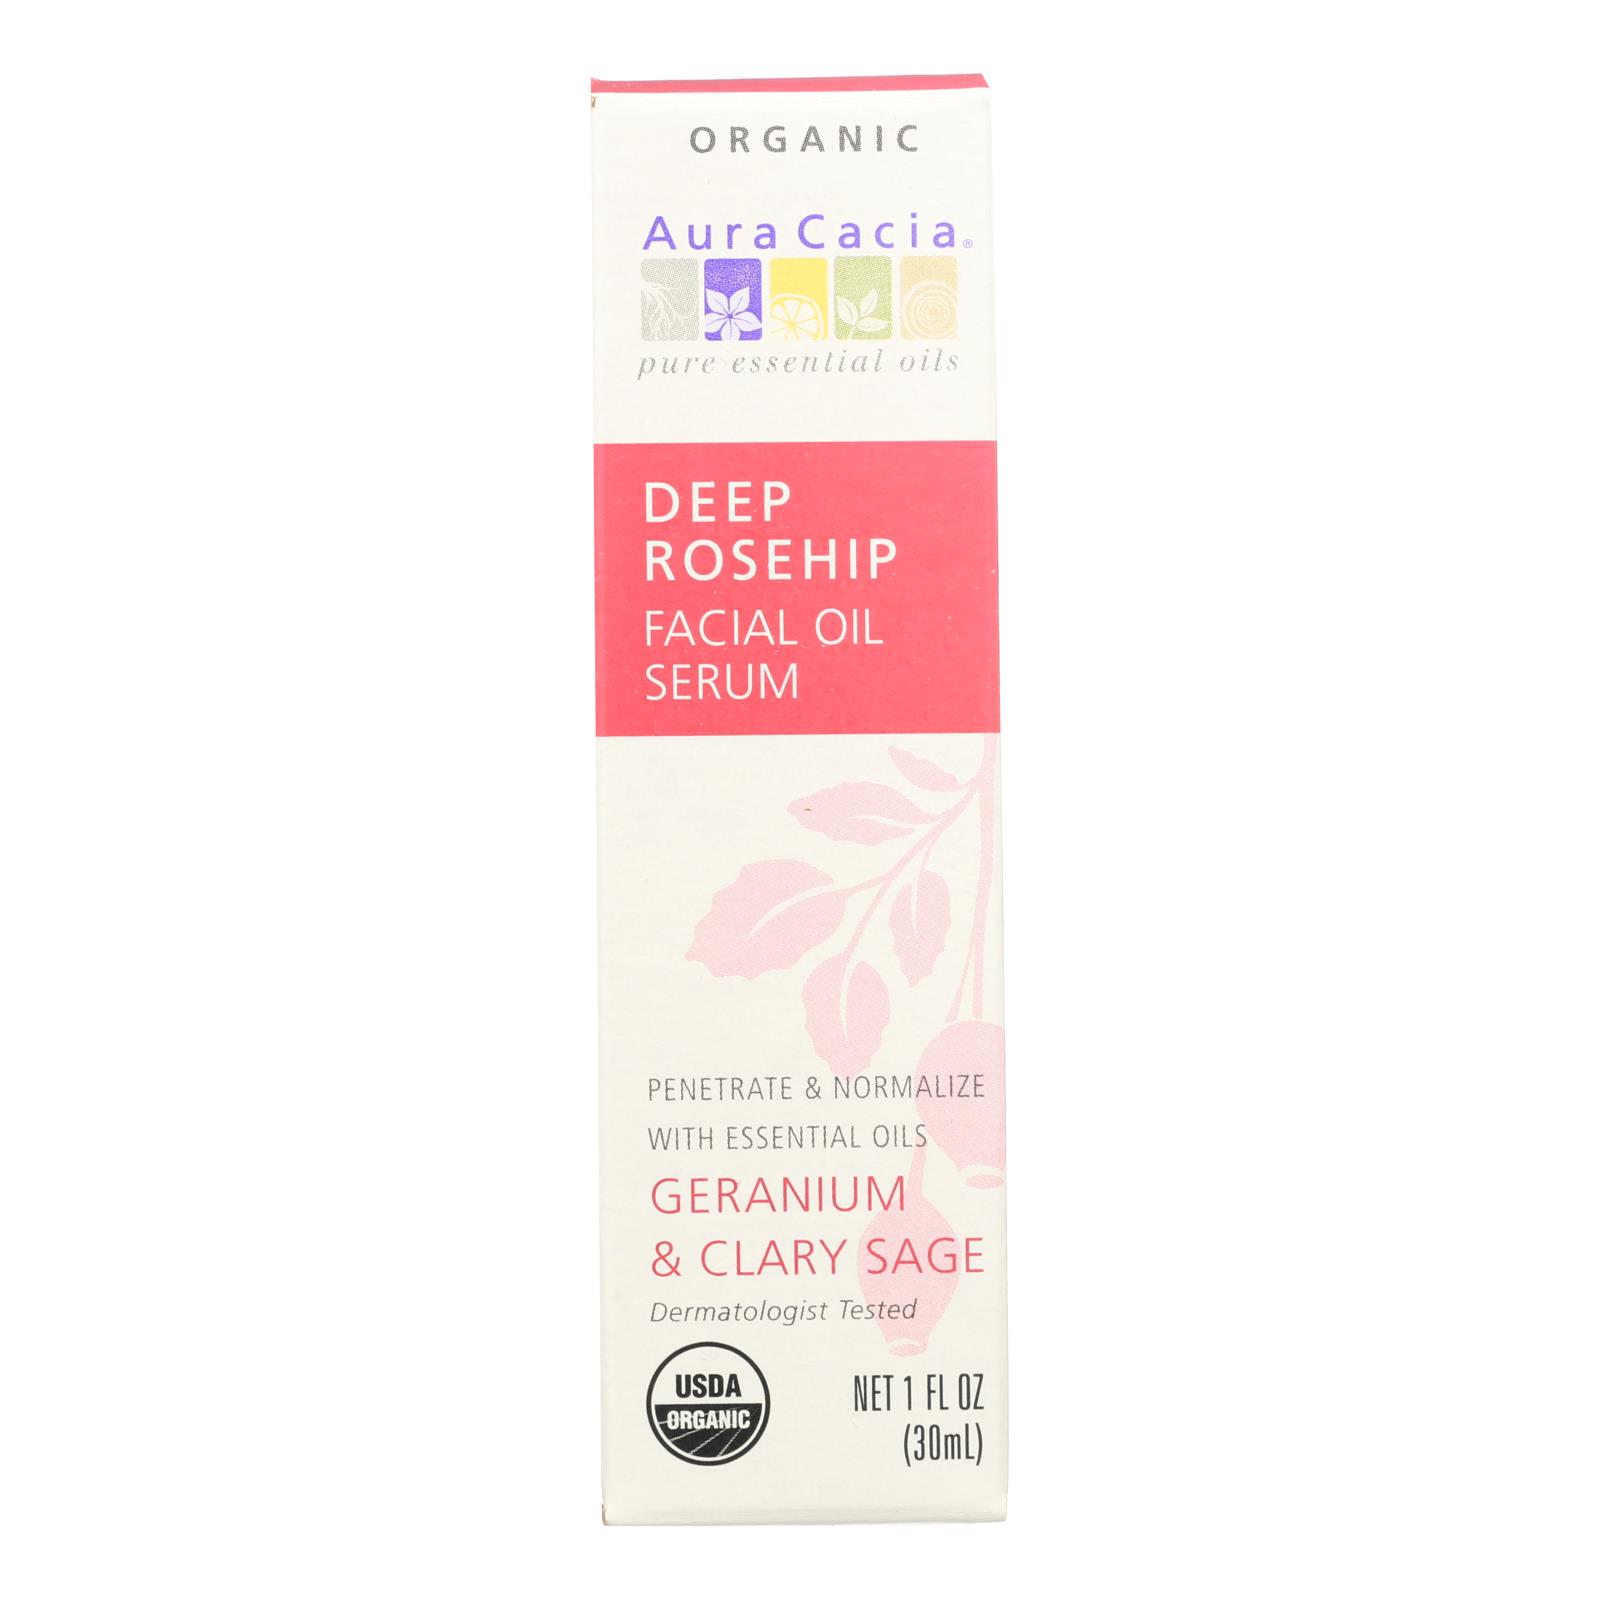 ORGANIC
Aura Cacia®
pure essential oils
DEEP
ROSEHIP
FACIAL OIL
SERUM
PENETRATE & NORMALIZE
WITH ESSENTIAL OILS
GERANIUM
& CLARY SAGE
Dermatologist Tested
USDA
ORGANIC
NET 1 FL OZ
(30mL)